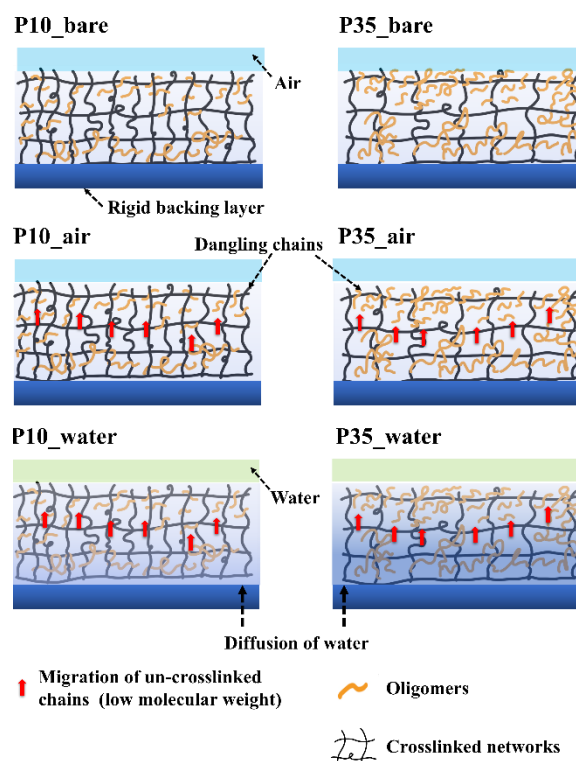 P10_bare
P35_bare
Air
Rigid backing layer
P10_air
P35_air
Dangling chains
P10_water
P35_water
Water
Diffusion of water
Migration of un-crosslinked
chains (low molecular weight)
Oligomers
Crosslinked networks